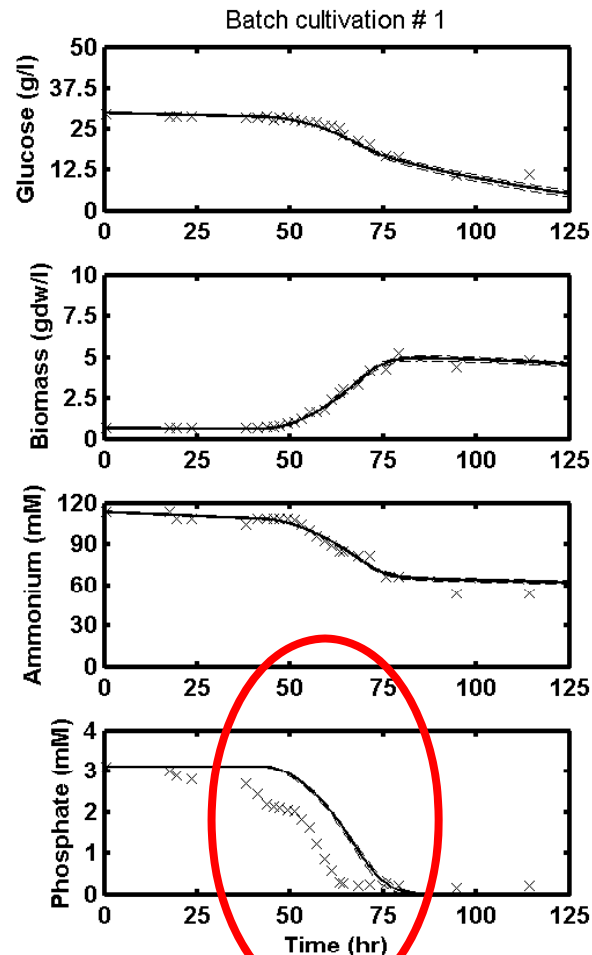 Batch cultivation # 1
Glucose (g/l)
50
37.5
25
12.5
0
0 25 50 75 100 125
Biomass (gdw/l)
10
7.5
5
2.5
0
0 25 50 75 100 125
Ammonium (mM)
120
90
60
30
0
0 25 50 75 100 125
Phosphate (mM)
4
3
2
1
0
0 25 50 75 100 125
Time (hr)